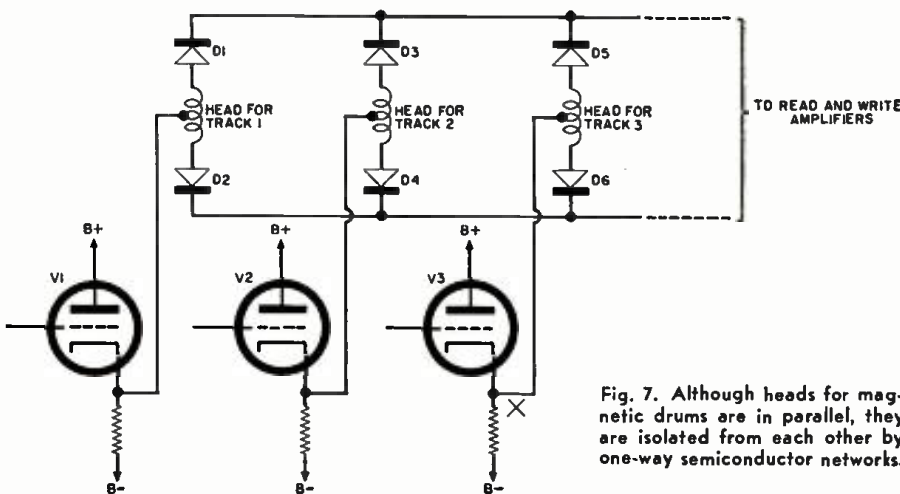 D1
D3
D5
HEAD FOR
TRACK 1
HEAD FOR
TRACK 2
HEAD FOR
TRACK 3
TO READ AND WRITE
AMPLIFIERS
D2
D4
D6
B+
B+
B+
V1
V2
V3
B-
B-
B-
Fig. 7. Although heads for mag-
netic drums are in parallel, they
are isolated from each other by
one-way semiconductor networks.